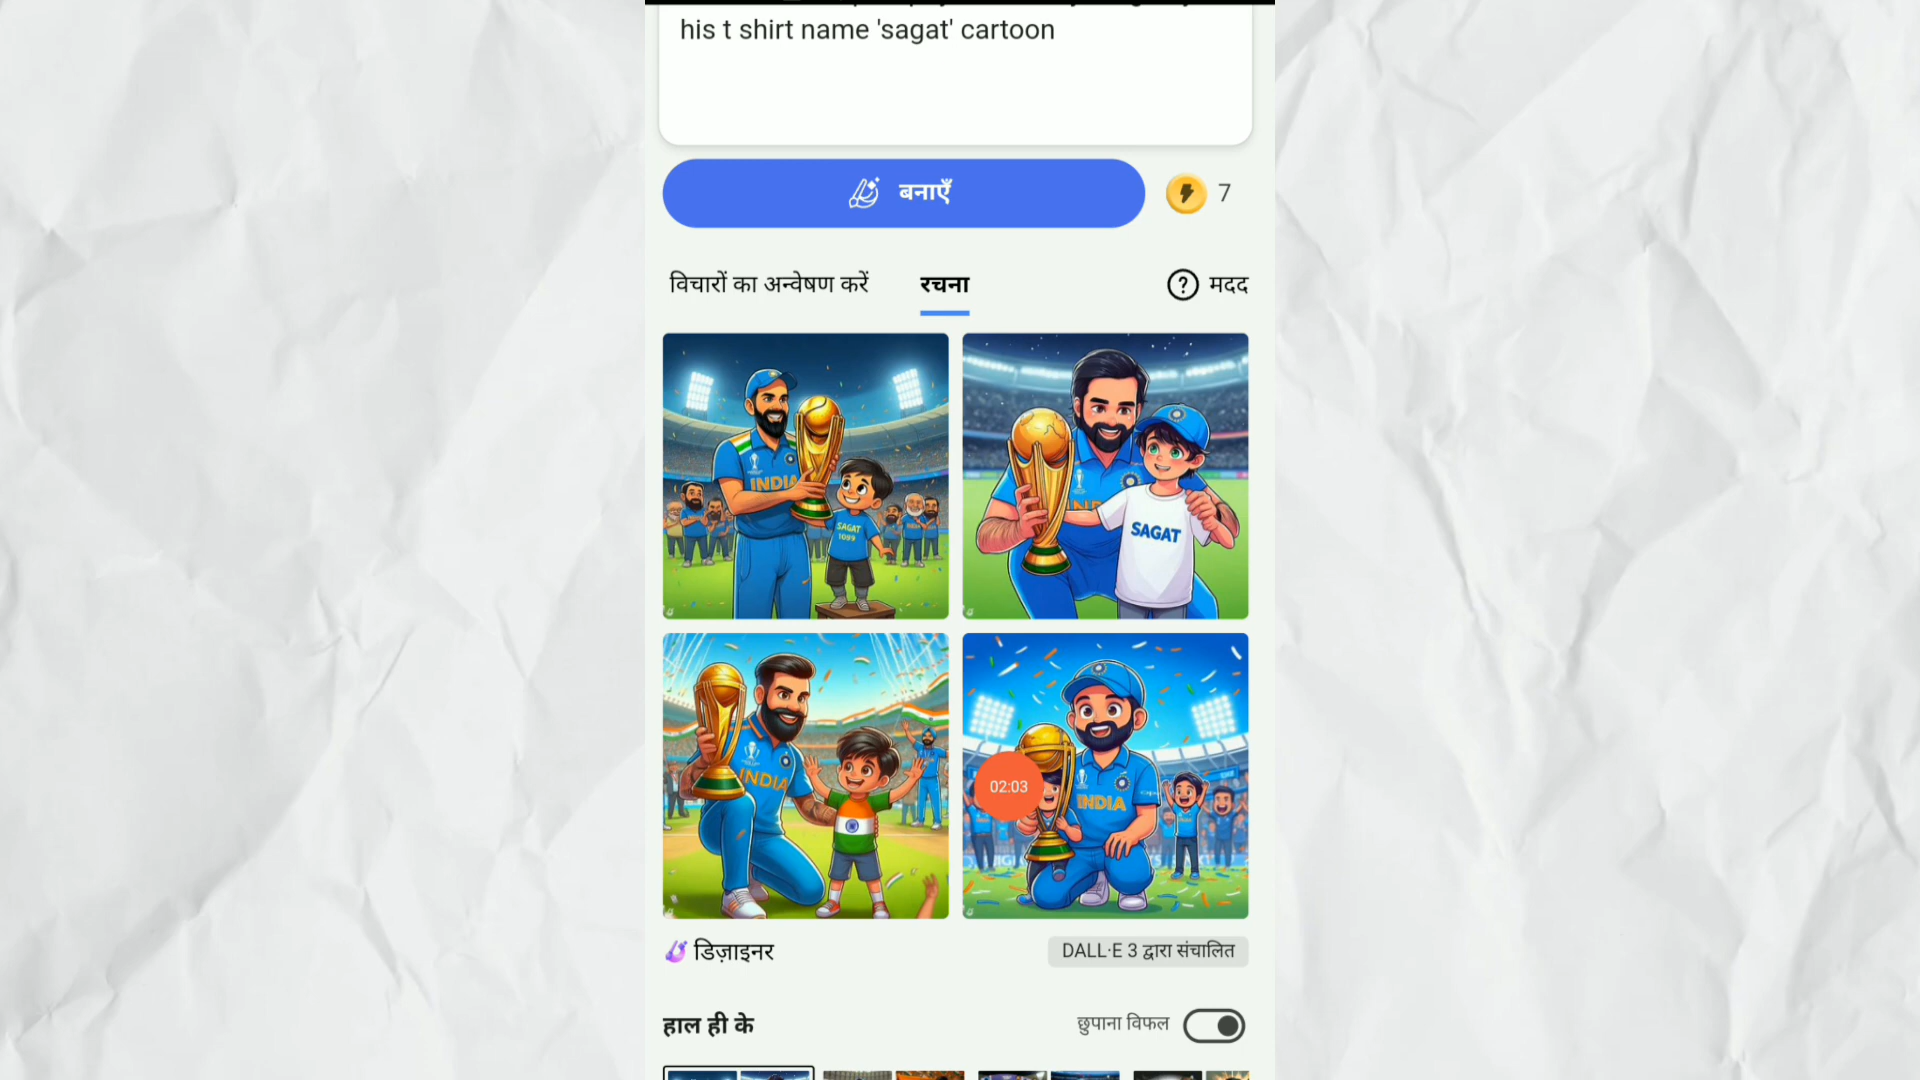 his t shirt name 'sagat' cartoon
बनाएँ
7
विचारों का अन्वेषण करें
रचना
मदद
INDIA
SAGAT
1099
SAGAT
INDIA
INDIA
02:03
डिज़ाइनर
DALL·E 3 द्वारा संचालित
हाल ही के
छुपाना विफल